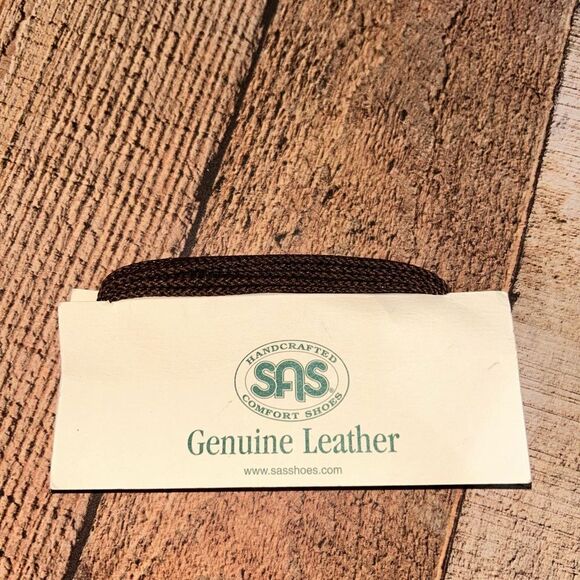 HANDCRAFTED
SAS®
COMFORT SHOES
Genuine Leather
www.sasshoes.com